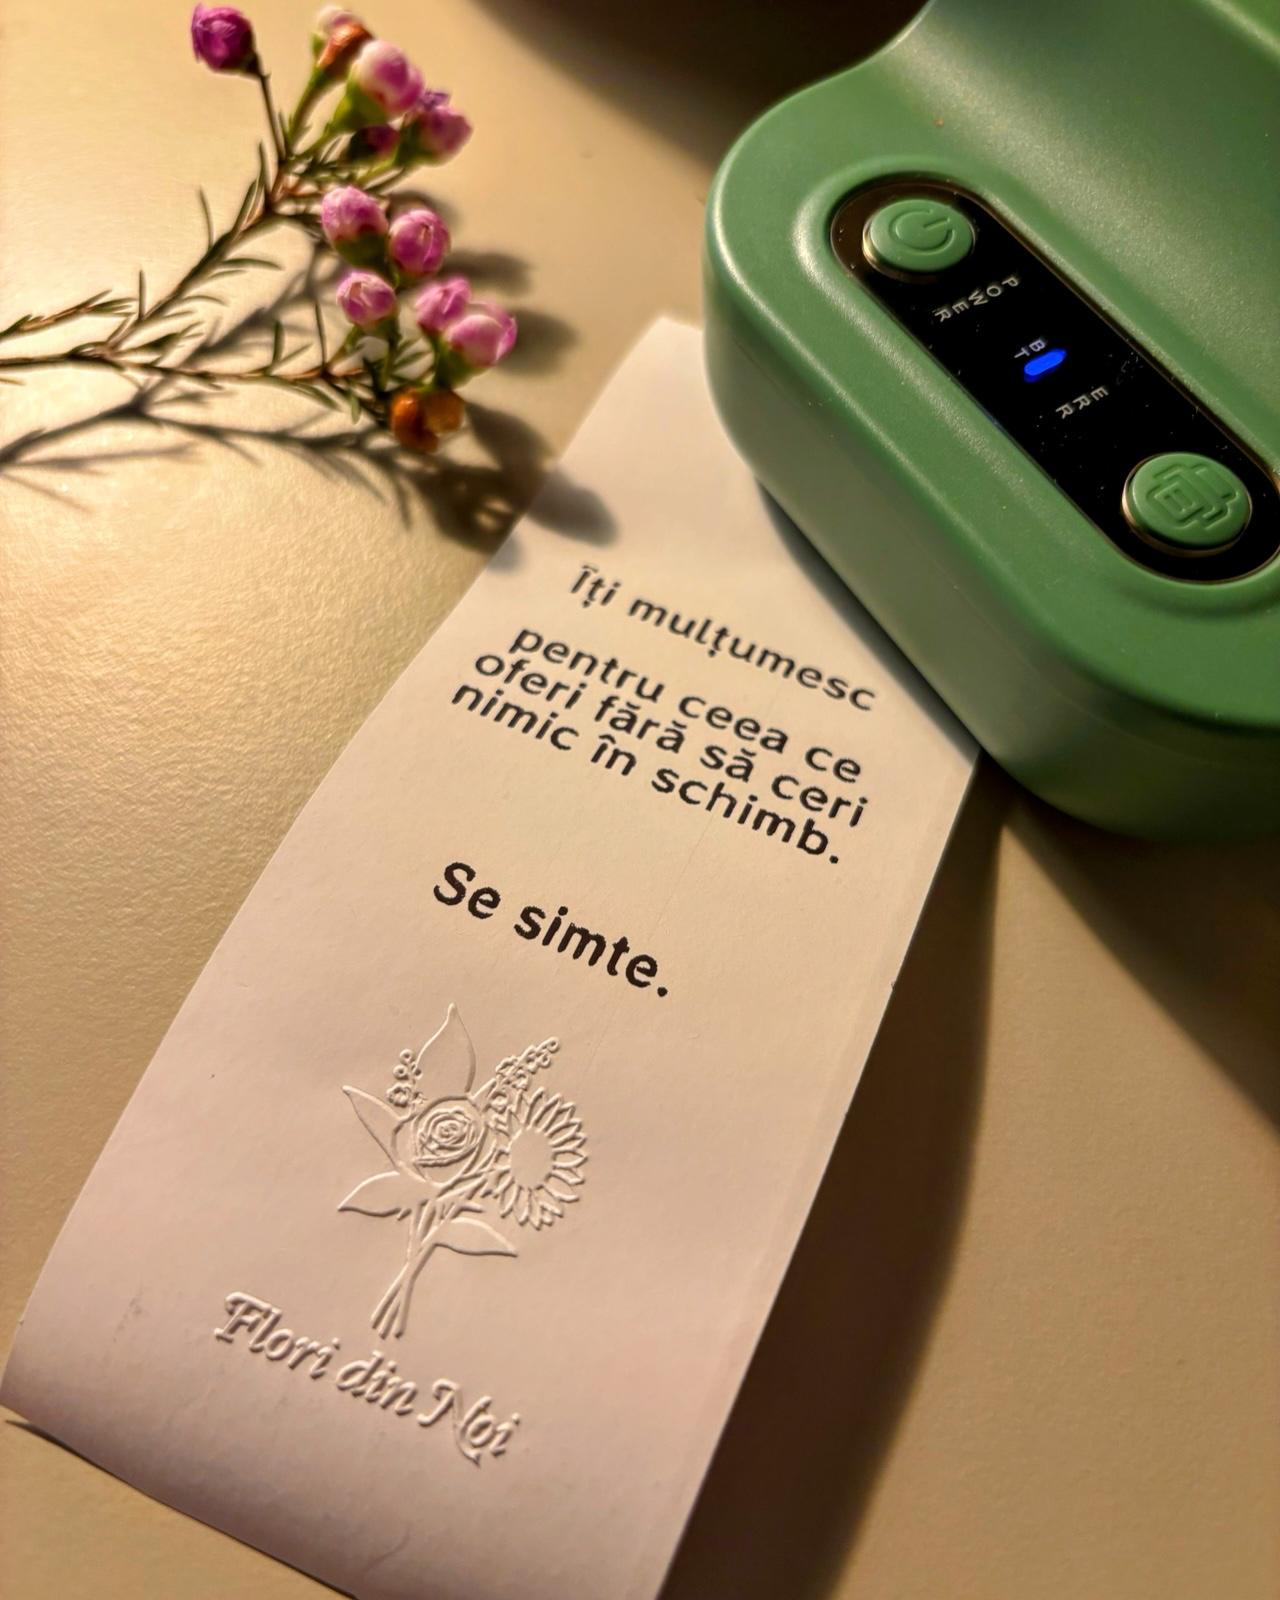 Îți mulțumesc
pentru ceea ce
oferi fără să ceri
nimic în schimb.
Se simte.
Flori din Noi
POWER
BT
ERR